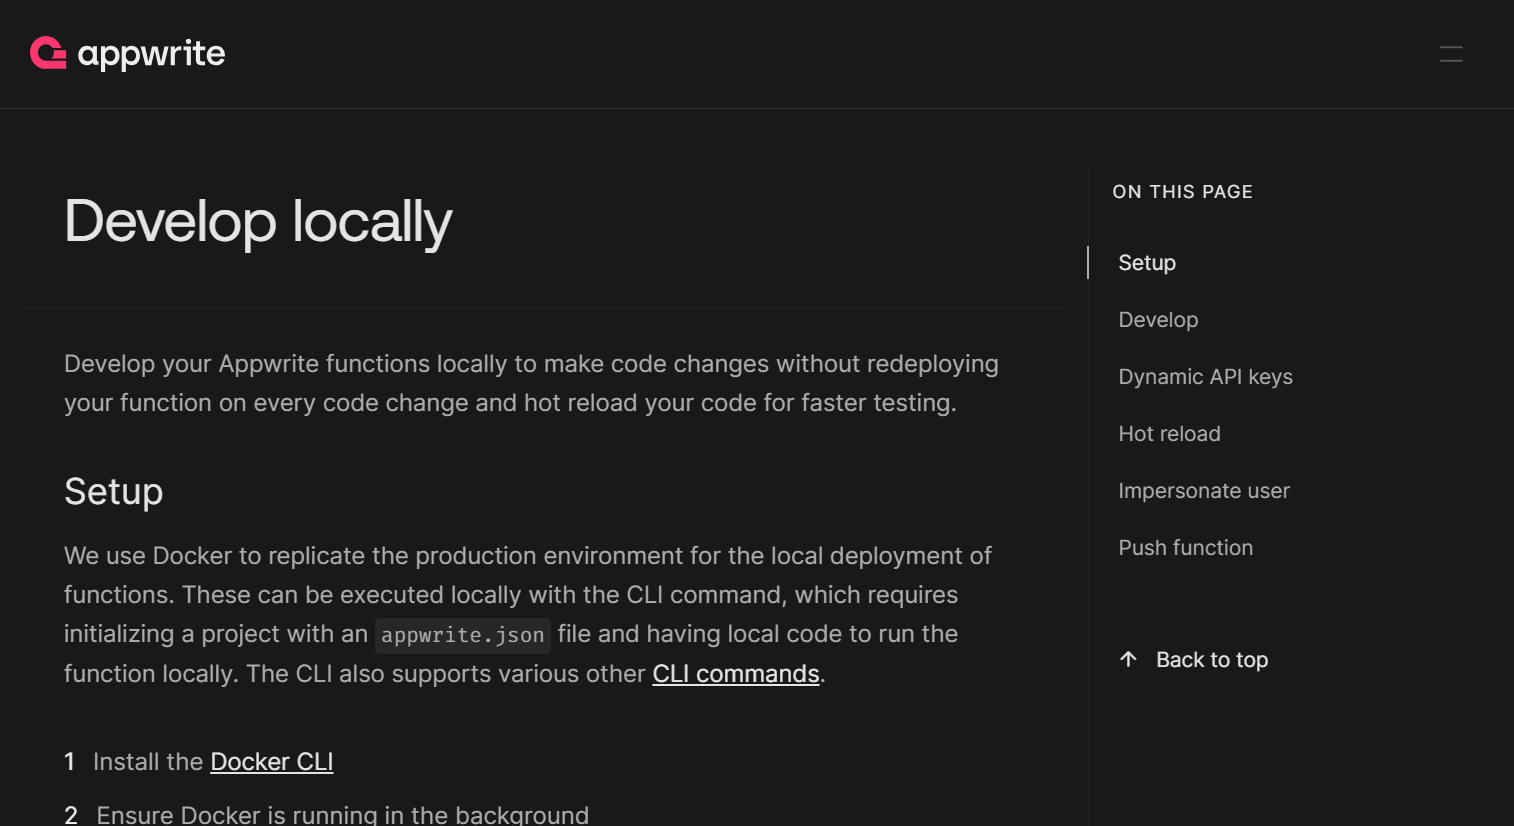 appwrite
Develop locally
Develop your Appwrite functions locally to make code changes without redeploying
your function on every code change and hot reload your code for faster testing.
Setup
We use Docker to replicate the production environment for the local deployment of
functions. These can be executed locally with the CLI command, which requires
initializing a project with an appwrite.json file and having local code to run the
function locally. The CLI also supports various other CLI commands.
1 Install the Docker CLI
2 Ensure Docker is running in the background
ON THIS PAGE
Setup
Develop
Dynamic API keys
Hot reload
Impersonate user
Push function
↑ Back to top